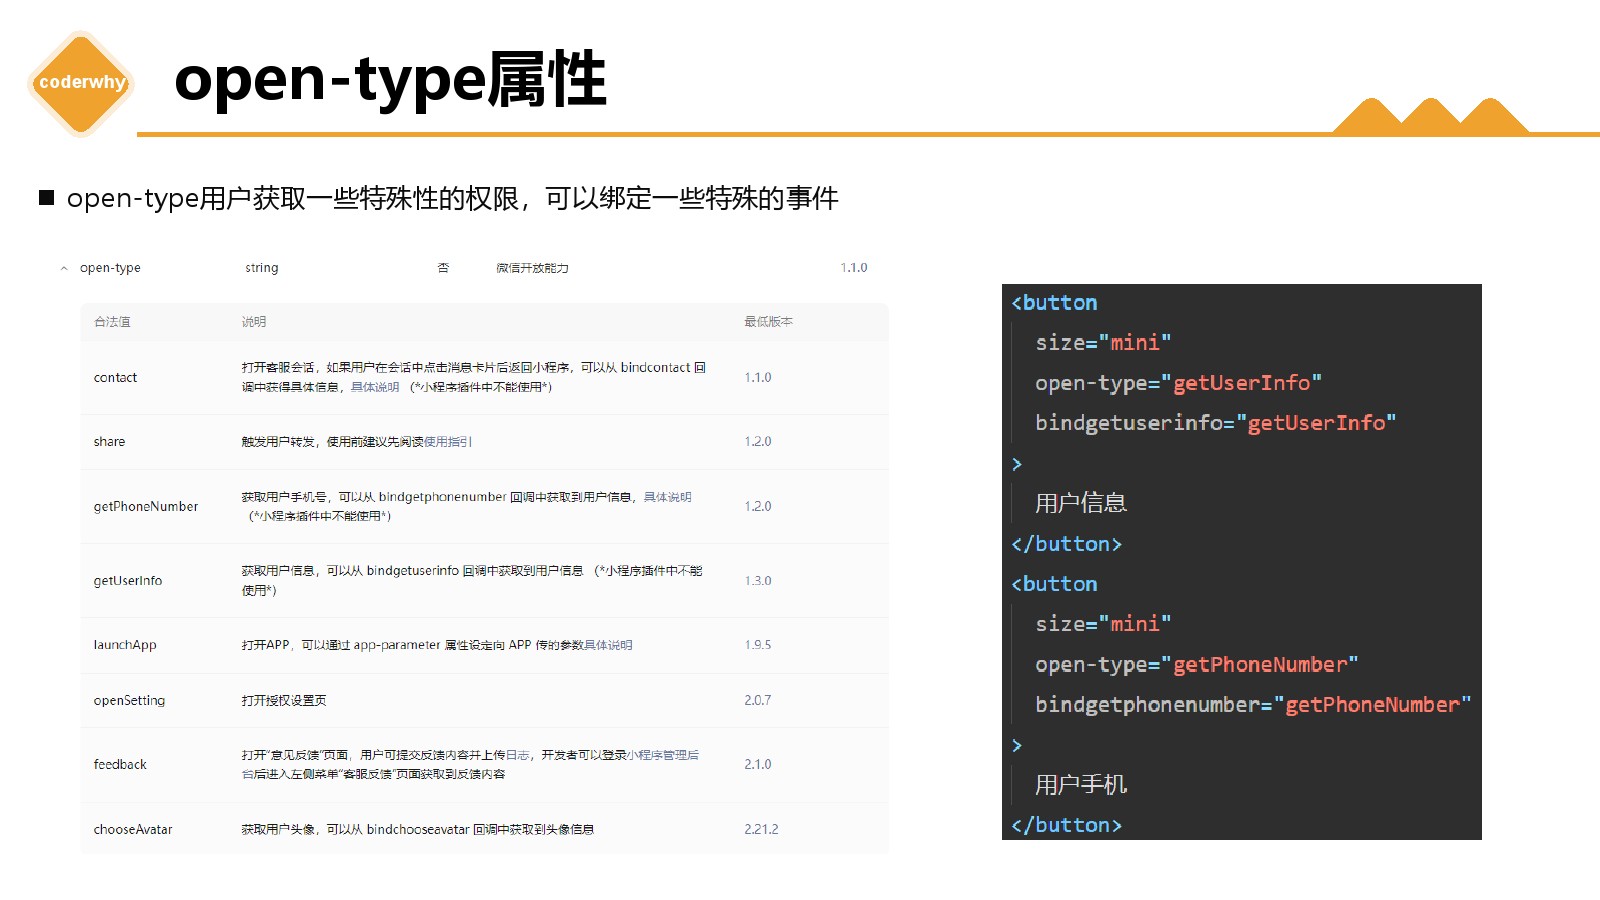 coderwhy
open-type属性
open-type用户获取一些特殊性的权限，可以绑定一些特殊的事件
open-type string 否 微信开放能力 1.1.0
合法值 说明 最低版本
contact 打开客服会话，如果用户在会话中点击消息卡片后返回小程序，可以从 bindcontact 回
调中获得具体信息，具体说明 （*小程序插件中不能使用*） 1.1.0
share 触发用户转发，使用前建议先阅读使用指引 1.2.0
getPhoneNumber 获取用户手机号，可以从 bindgetphonenumber 回调中获取到用户信息，具体说明
（*小程序插件中不能使用*） 1.2.0
getUserInfo 获取用户信息，可以从 bindgetuserinfo 回调中获取到用户信息 （*小程序插件中不能
使用*） 1.3.0
launchApp 打开APP，可以通过 app-parameter 属性设定向 APP 传的参数具体说明 1.9.5
openSetting 打开授权设置页 2.0.7
feedback 打开“意见反馈”页面，用户可提交反馈内容并上传日志，开发者可以登录小程序管理后
台后进入左侧菜单“客服反馈”页面获取到反馈内容 2.1.0
chooseAvatar 获取用户头像，可以从 bindchooseavatar 回调中获取到头像信息 2.21.2
<button
size="mini"
open-type="getUserInfo"
bindgetuserinfo="getUserInfo"
>
用户信息
</button>
<button
size="mini"
open-type="getPhoneNumber"
bindgetphonenumber="getPhoneNumber"
>
用户手机
</button>